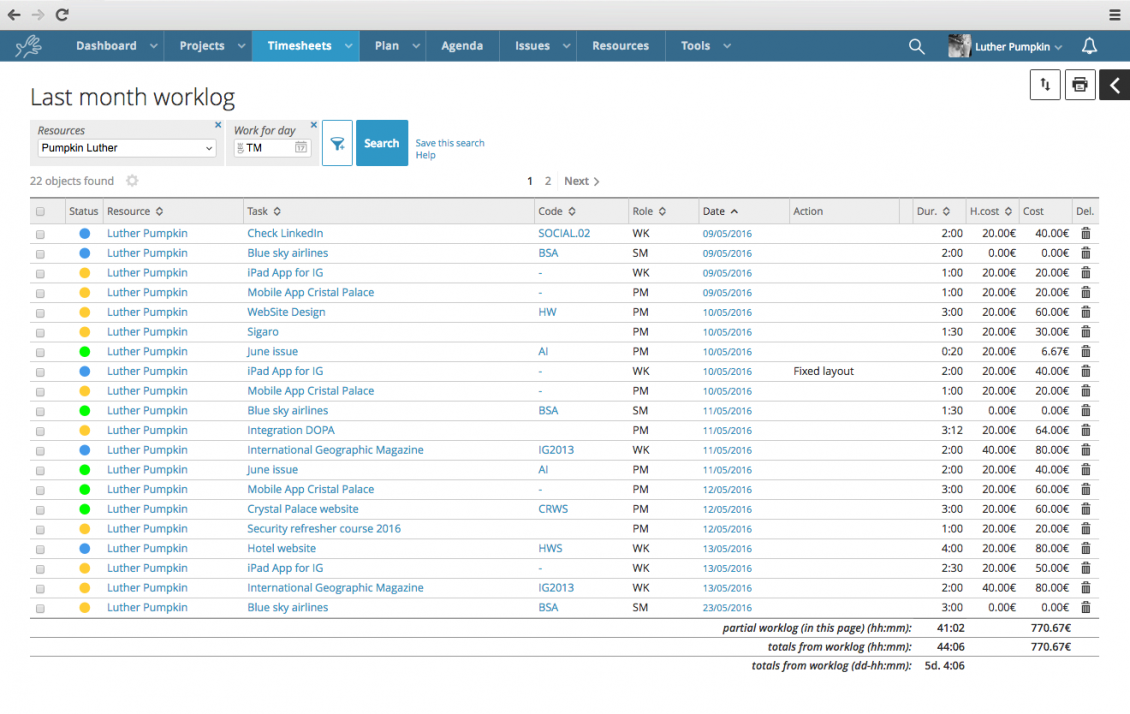 Dashboard Projects Timesheets Plan Agenda Issues Resources Tools Luther Pumpkin
Last month worklog
Resources Work for day
Pumpkin Luther TM 17 Search Save this search
Help
22 objects found 1 2 Next
Status Resource Task Code Role Date Action Dur. H.cost Cost Del.
Luther Pumpkin Check LinkedIn SOCIAL.02 WK 09/05/2016 2:00 20.00€ 40.00€
Luther Pumpkin Blue sky airlines BSA SM 09/05/2016 2:00 0.00€ 0.00€
Luther Pumpkin iPad App for IG - WK 09/05/2016 1:00 20.00€ 20.00€
Luther Pumpkin Mobile App Cristal Palace - PM 09/05/2016 1:00 20.00€ 20.00€
Luther Pumpkin WebSite Design HW PM 10/05/2016 3:00 20.00€ 60.00€
Luther Pumpkin Sigaro PM 10/05/2016 1:30 20.00€ 30.00€
Luther Pumpkin June issue AI PM 10/05/2016 0:20 20.00€ 6.67€
Luther Pumpkin iPad App for IG - WK 10/05/2016 Fixed layout 2:00 20.00€ 40.00€
Luther Pumpkin Mobile App Cristal Palace - PM 10/05/2016 1:00 20.00€ 20.00€
Luther Pumpkin Blue sky airlines BSA SM 11/05/2016 1:30 0.00€ 0.00€
Luther Pumpkin Integration DOPA PM 11/05/2016 3:12 20.00€ 64.00€
Luther Pumpkin International Geographic Magazine IG2013 WK 11/05/2016 2:00 40.00€ 80.00€
Luther Pumpkin June issue AI PM 11/05/2016 2:00 20.00€ 40.00€
Luther Pumpkin Mobile App Cristal Palace - PM 12/05/2016 3:00 20.00€ 60.00€
Luther Pumpkin Crystal Palace website CRWS PM 12/05/2016 3:00 20.00€ 60.00€
Luther Pumpkin Security refresher course 2016 PM 12/05/2016 1:00 20.00€ 20.00€
Luther Pumpkin Hotel website HWS WK 13/05/2016 4:00 20.00€ 80.00€
Luther Pumpkin iPad App for IG - WK 13/05/2016 2:30 20.00€ 50.00€
Luther Pumpkin International Geographic Magazine IG2013 WK 13/05/2016 2:00 40.00€ 80.00€
Luther Pumpkin Blue sky airlines BSA SM 23/05/2016 3:00 0.00€ 0.00€
partial worklog (in this page) (hh:mm): 41:02 770.67€
totals from worklog (hh:mm): 44:06 770.67€
totals from worklog (dd-hh:mm): 5d. 4:06